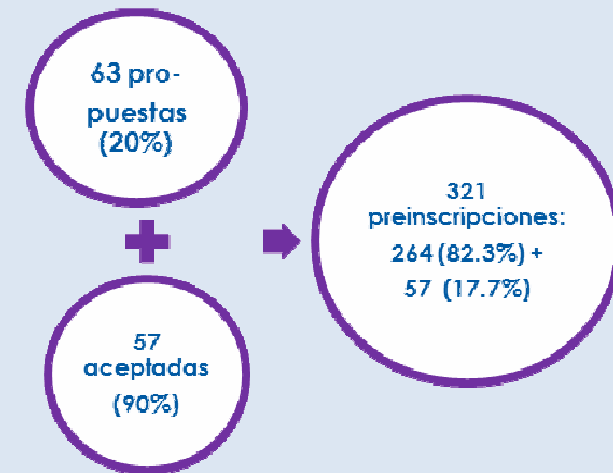 63 pro-
puestas
(20%)
57
aceptadas
(90%)
321
preinscripciones:
264 (82.3%) +
57 (17.7%)